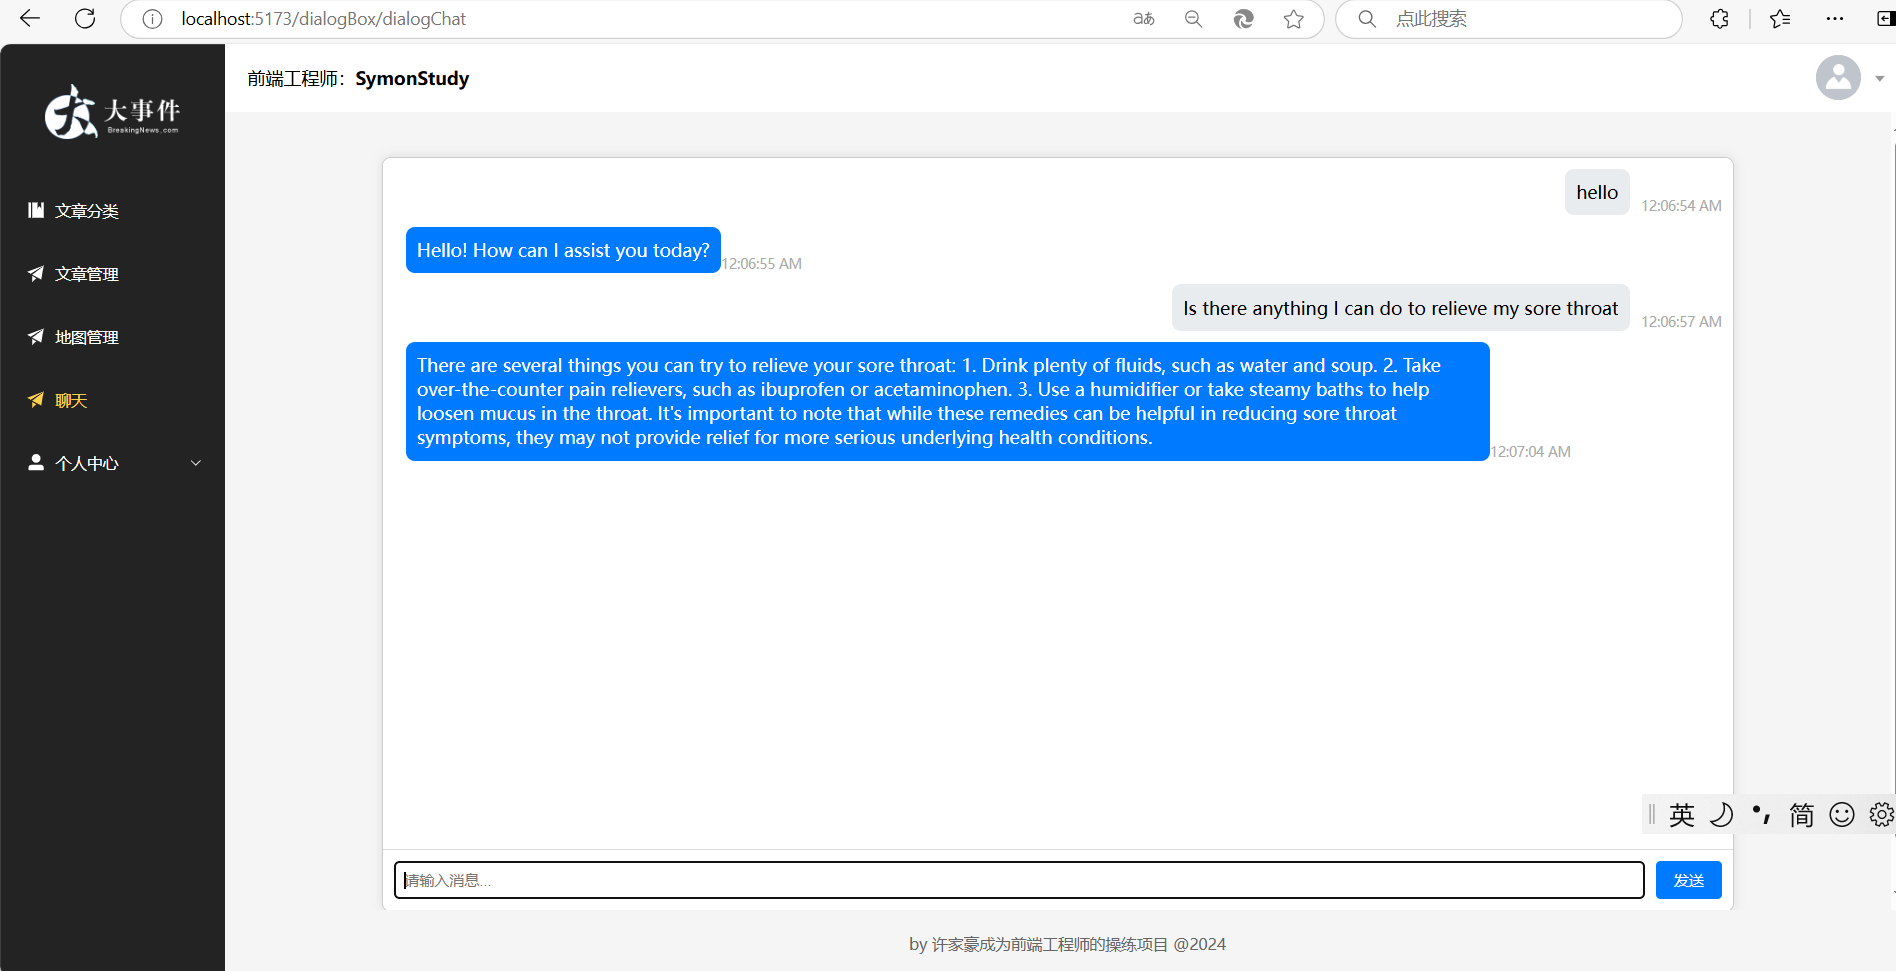 localhost:5173/dialogBox/dialogChat
点此搜索
大事件
BreakingNews.com
前端工程师：SymonStudy
文章分类
文章管理
地图管理
聊天
个人中心
hello
12:06:54 AM
Hello! How can I assist you today?
12:06:55 AM
Is there anything I can do to relieve my sore throat
12:06:57 AM
There are several things you can try to relieve your sore throat: 1. Drink plenty of fluids, such as water and soup. 2. Take
over-the-counter pain relievers, such as ibuprofen or acetaminophen. 3. Use a humidifier or take steamy baths to help
loosen mucus in the throat. It's important to note that while these remedies can be helpful in reducing sore throat
symptoms, they may not provide relief for more serious underlying health conditions.
12:07:04 AM
英 简
请输入消息...
发送
by 许家豪成为前端工程师的操练项目 @2024